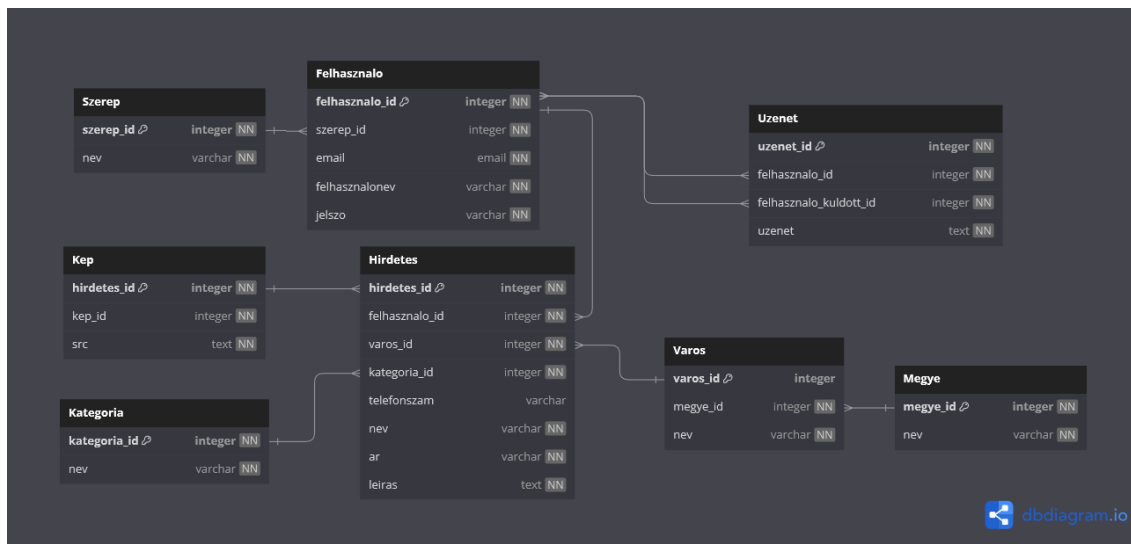 Szerep
szerep_id integer NN
nev varchar NN
Felhasznalo
felhasznalo_id integer NN
szerep_id integer NN
email email NN
felhasznalonev varchar NN
jelszo varchar NN
Uzenet
uzenet_id integer NN
felhasznalo_id integer NN
felhasznalo_kuldott_id integer NN
uzenet text NN
Kep
hirdetes_id integer NN
kep_id integer NN
src text NN
Hirdetes
hirdetes_id integer NN
felhasznalo_id integer NN
varos_id integer NN
kategoria_id integer NN
telefonszam varchar
nev varchar NN
ar varchar NN
leiras text NN
Kategoria
kategoria_id integer NN
nev varchar NN
Varos
varos_id integer
megye_id integer NN
nev varchar NN
Megye
megye_id integer NN
nev varchar NN
dbdiagram.io